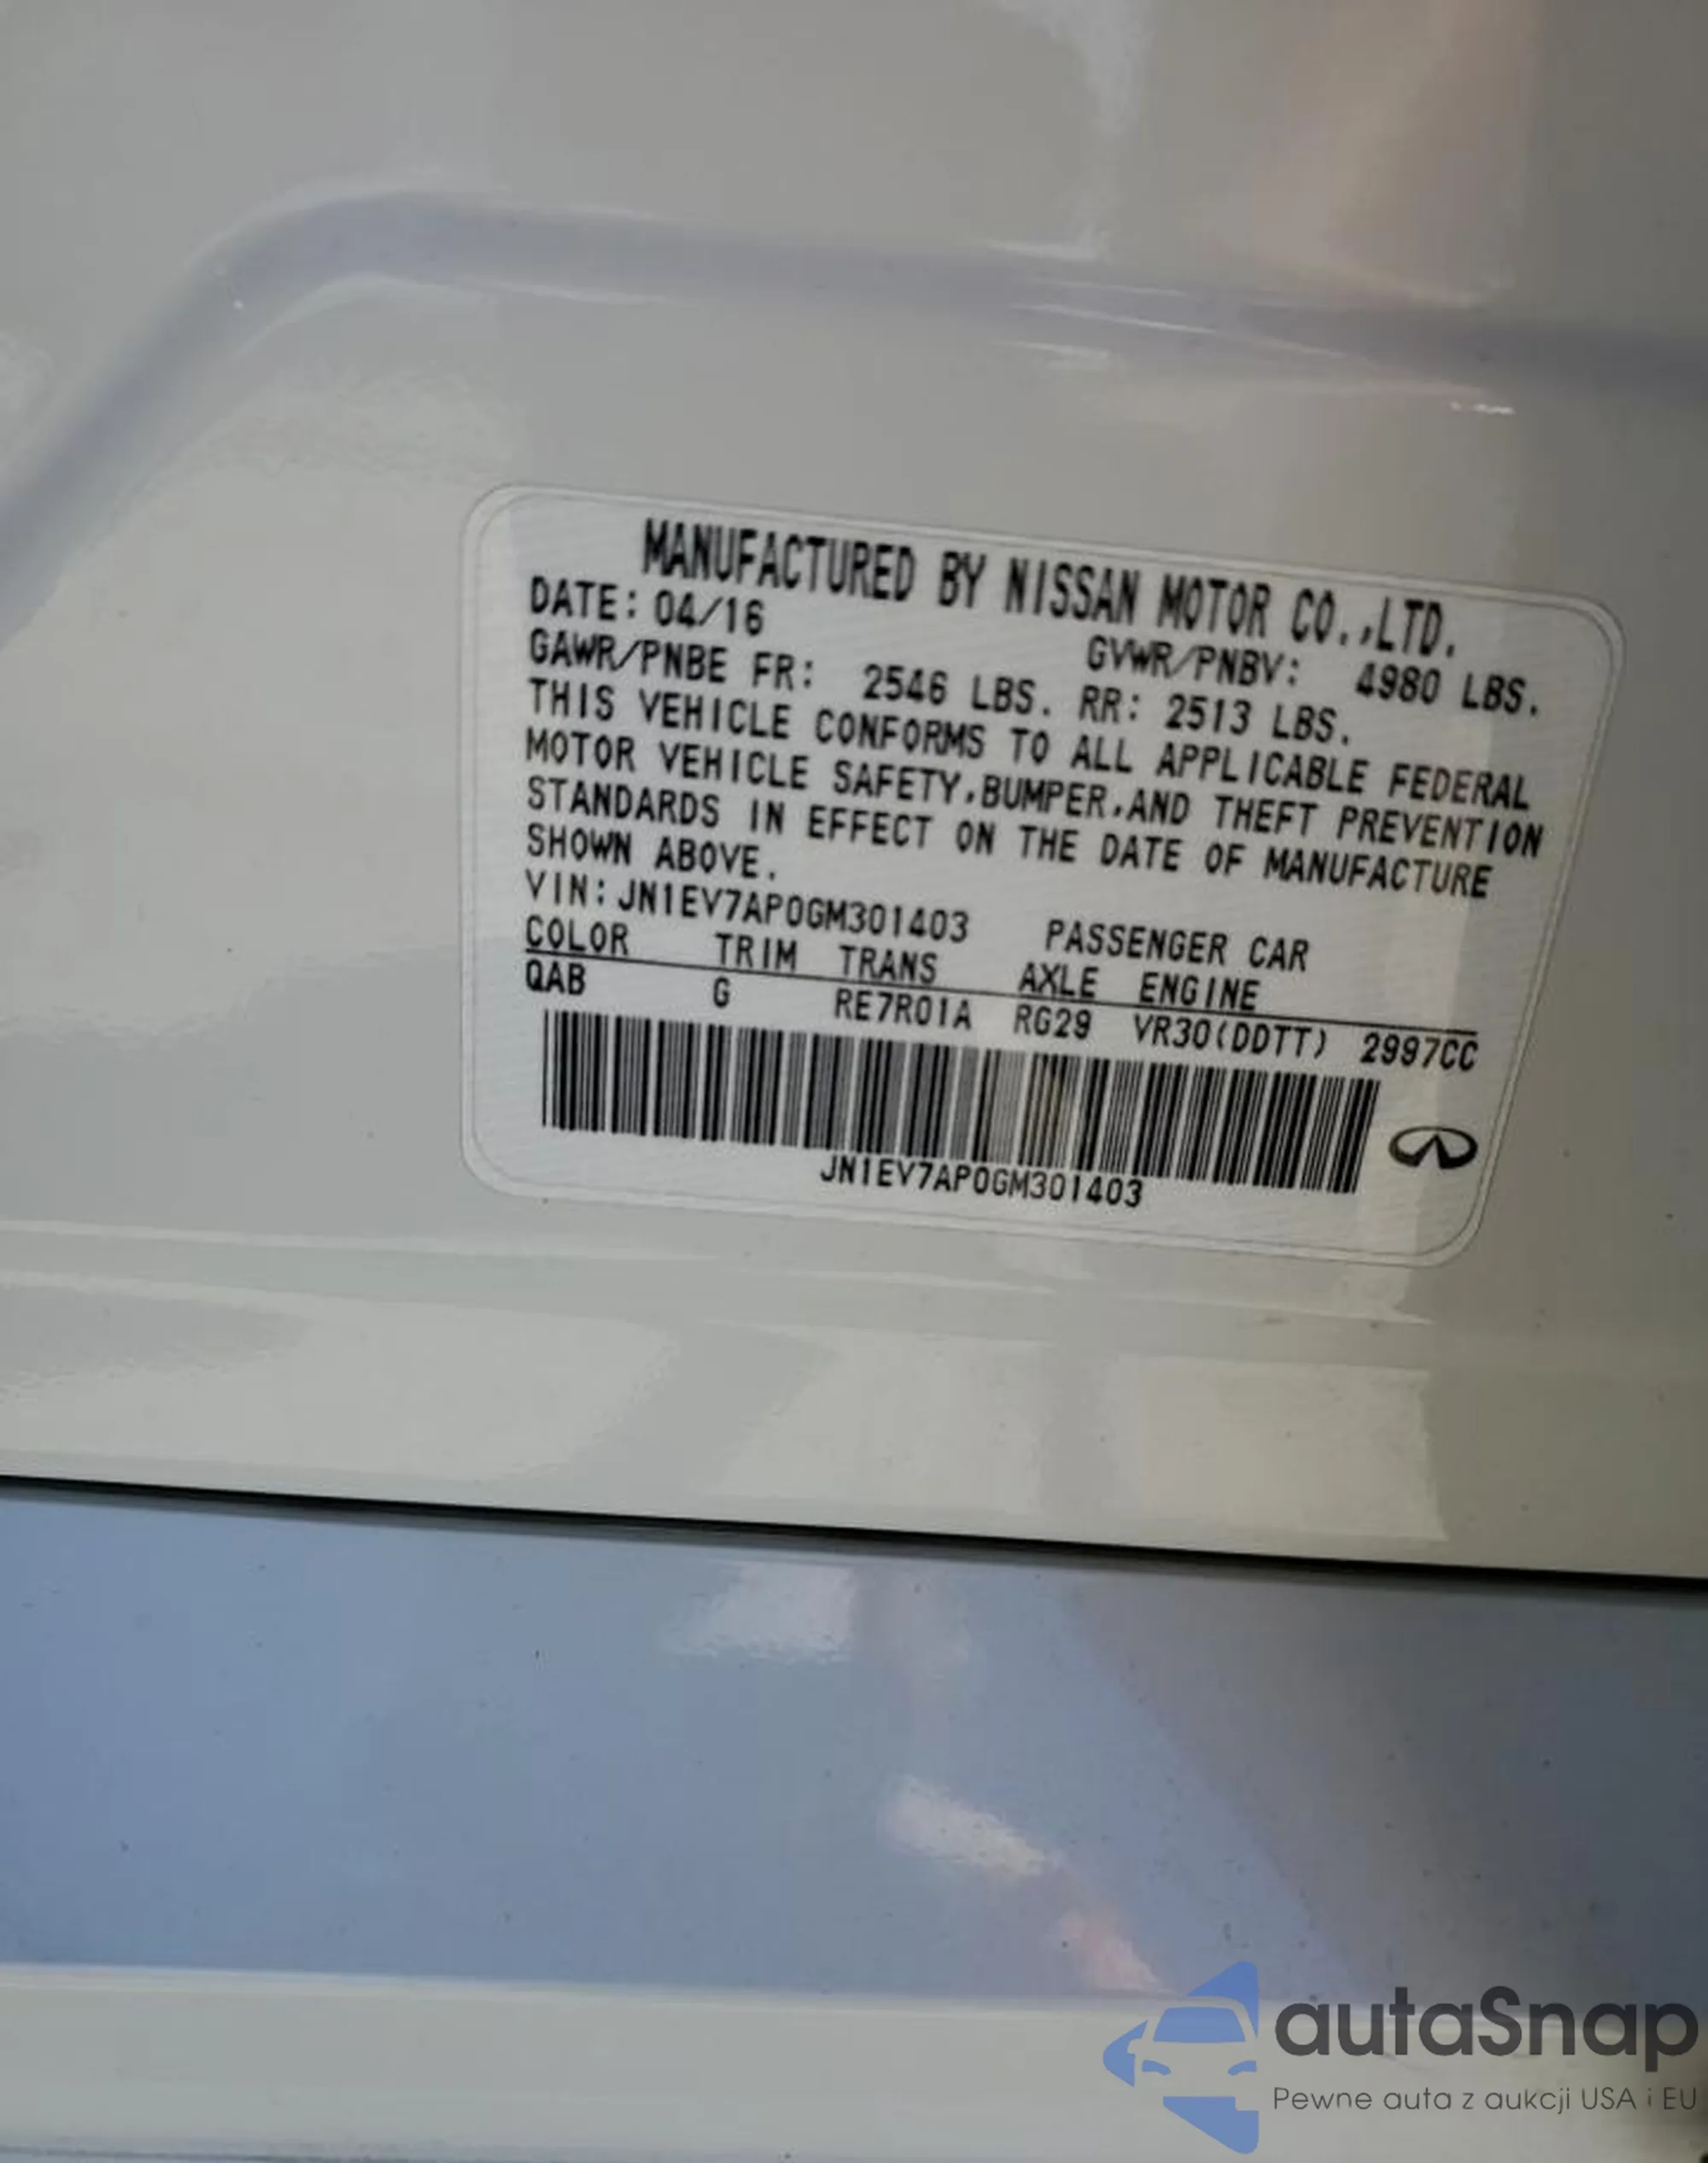 MANUFACTURED BY NISSAN MOTOR CO.,LTD.
DATE: 04/16 GVWR/PNBV: 4980 LBS.
GAWR/PNBE FR: 2546 LBS. RR: 2513 LBS.
THIS VEHICLE CONFORMS TO ALL APPLICABLE FEDERAL
MOTOR VEHICLE SAFETY,BUMPER,AND THEFT PREVENTION
STANDARDS IN EFFECT ON THE DATE OF MANUFACTURE
SHOWN ABOVE.
VIN: JN1EV7AP0GM301403 PASSENGER CAR
COLOR TRIM TRANS AXLE ENGINE
QAB G RE7R01A RG29 VR30(DDTT) 2997CC
JN1EV7AP0GM301403
autaSnap
Pewne auta z aukcji USA i EU